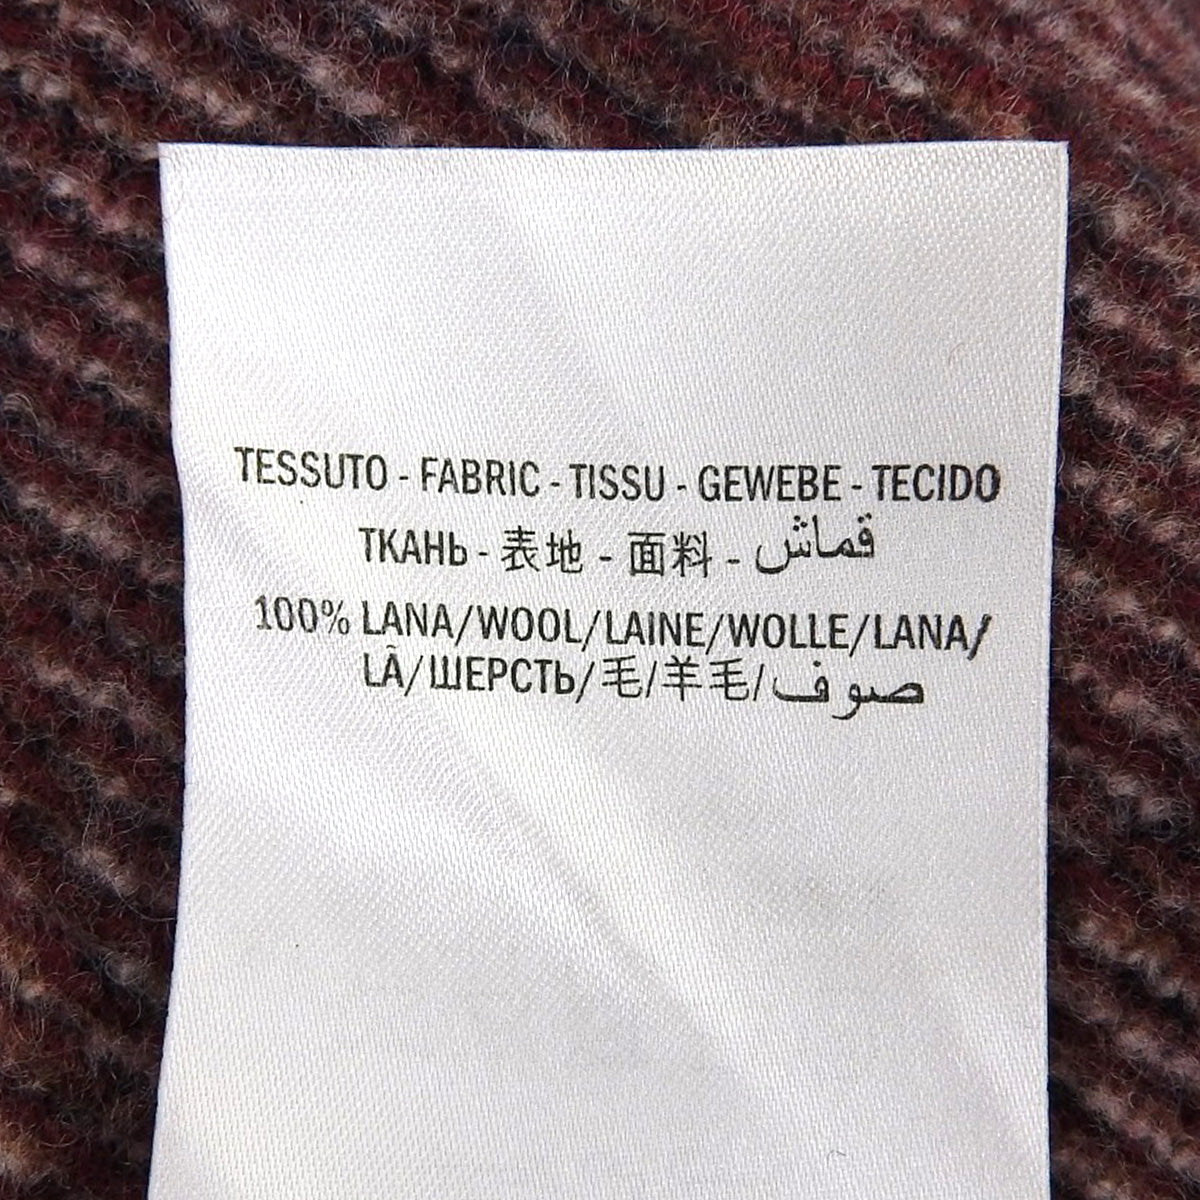 TESSUTO - FABRIC - TISSU - GEWEBE - TECIDO
ТКАНЬ - 表地 - 面料 - قماش
100% LANA/WOOL/LAINE/WOLLE/LANA/
LÃ/ШЕРСТЬ/毛/羊毛/صوف